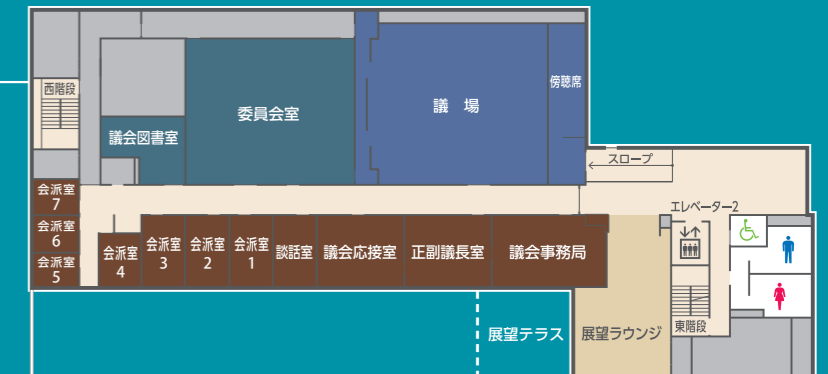 西階段
委員会室
議　場
傍聴席
議会図書室
スロープ
会派室
7
会派室
6
会派室
5
会派室
4
会派室
3
会派室
2
会派室
1
談話室
議会応接室
正副議長室
議会事務局
エレベーター2
東階段
展望テラス
展望ラウンジ